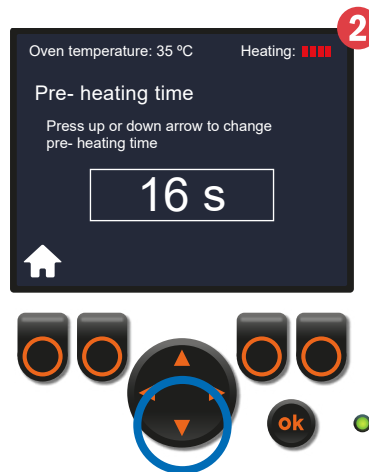 2
Oven temperature: 35 ºC Heating:
Pre- heating time
Press up or down arrow to change
pre- heating time
16 s
ok